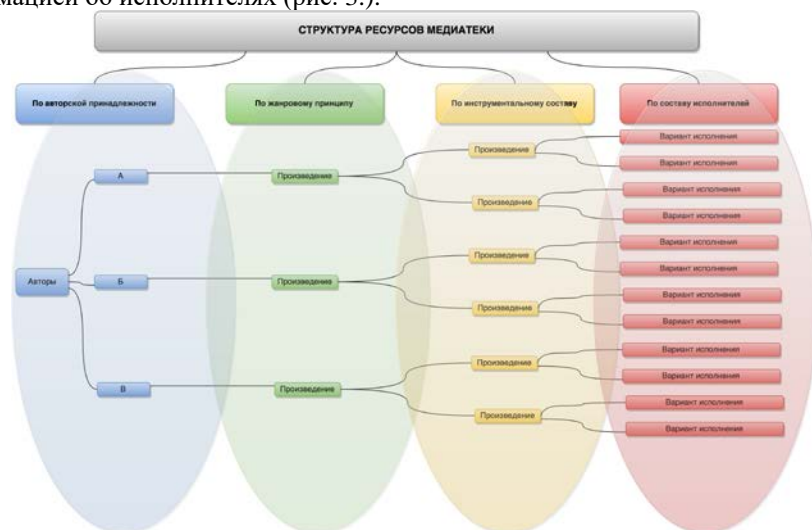 мацией об исполнителях (рис. 3.).
СТРУКТУРА РЕСУРСОВ МЕДИАТЕКИ
По авторской принадлежности
По жанровому принципу
По инструментальному составу
По составу исполнителей
Авторы
А
Б
В
Произведение
Произведение
Произведение
Произведение
Произведение
Произведение
Произведение
Произведение
Произведение
Вариант исполнения
Вариант исполнения
Вариант исполнения
Вариант исполнения
Вариант исполнения
Вариант исполнения
Вариант исполнения
Вариант исполнения
Вариант исполнения
Вариант исполнения
Вариант исполнения
Вариант исполнения